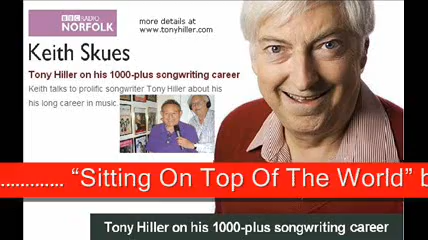 BBC RADIO
NORFOLK
more details at
www.tonyhiller.com
Keith Skues
Tony Hiller on his 1000-plus songwriting career
Keith talks to prolific songwriter Tony Hiller about his
his long career in music
............. “Sitting On Top Of The World” b
Tony Hiller on his 1000-plus songwriting career